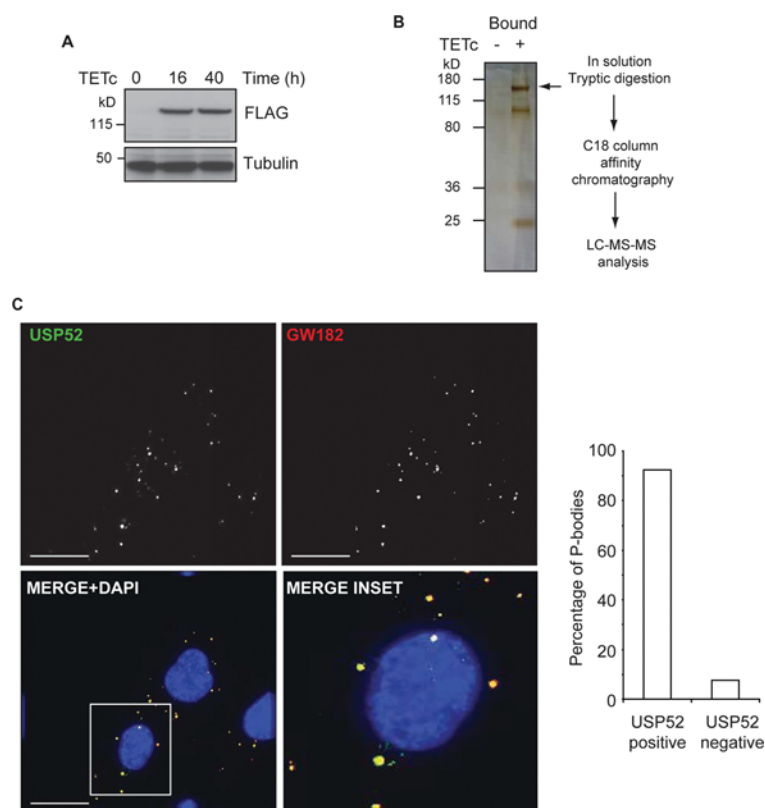 A
TETc 0 16 40 Time (h)
kD
115
FLAG
50
Tubulin
B
Bound
TETc - +
kD
180
115
80
36
25
In solution
Tryptic digestion
C18 column
affinity
chromatography
LC-MS-MS
analysis
C
USP52
GW182
MERGE+DAPI
MERGE INSET
Percentage of P-bodies
100
80
60
40
20
0
USP52 positive
USP52 negative